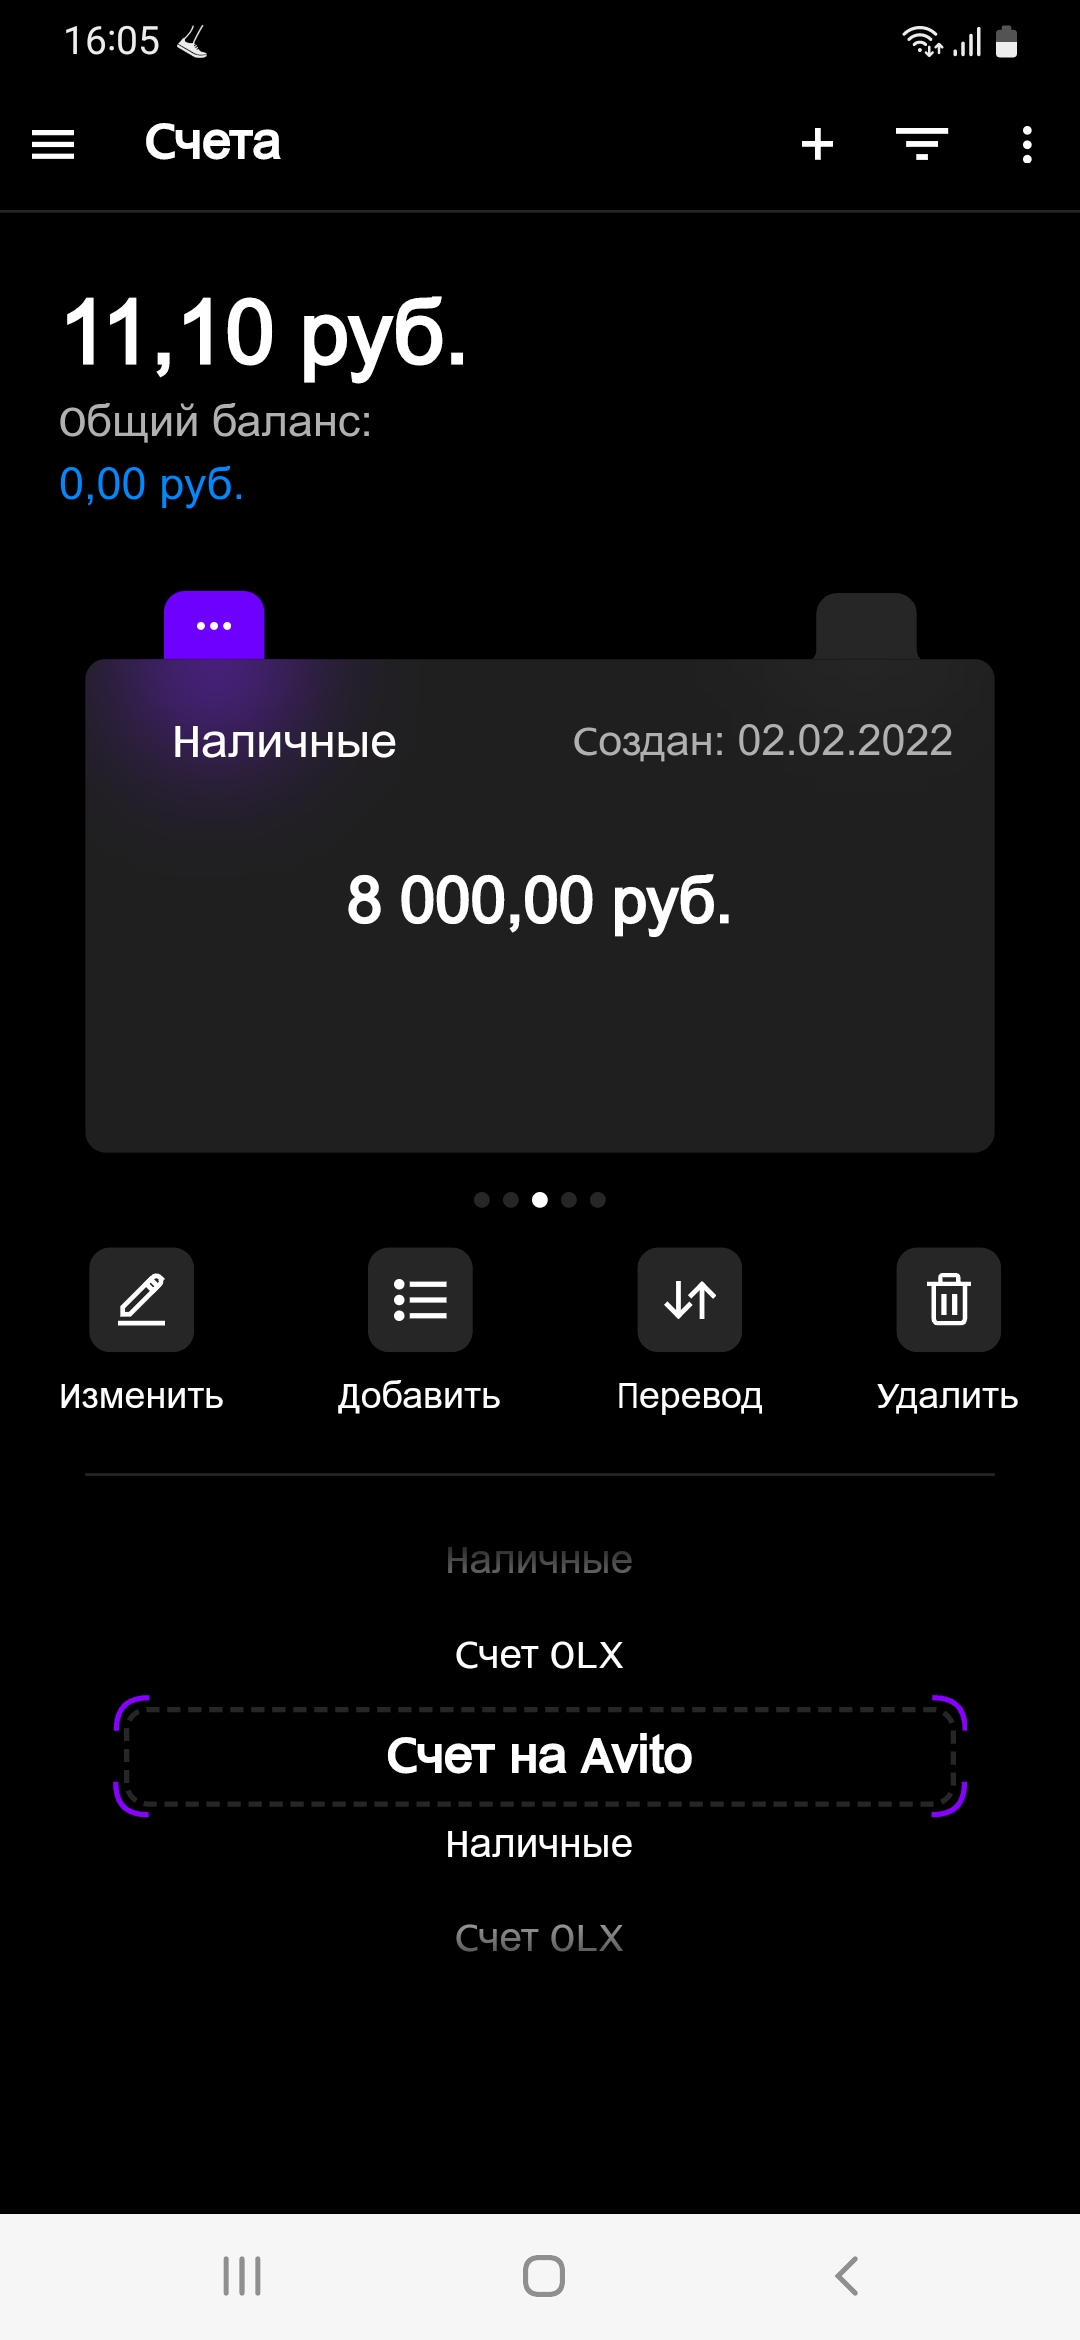 16:05
Счета
11,10 руб.
Общий баланс:
0,00 руб.
Наличные
Создан: 02.02.2022
8 000,00 руб.
Изменить
Добавить
Перевод
Удалить
Наличные
Счет OLX
Счет на Avito
Наличные
Счет OLX